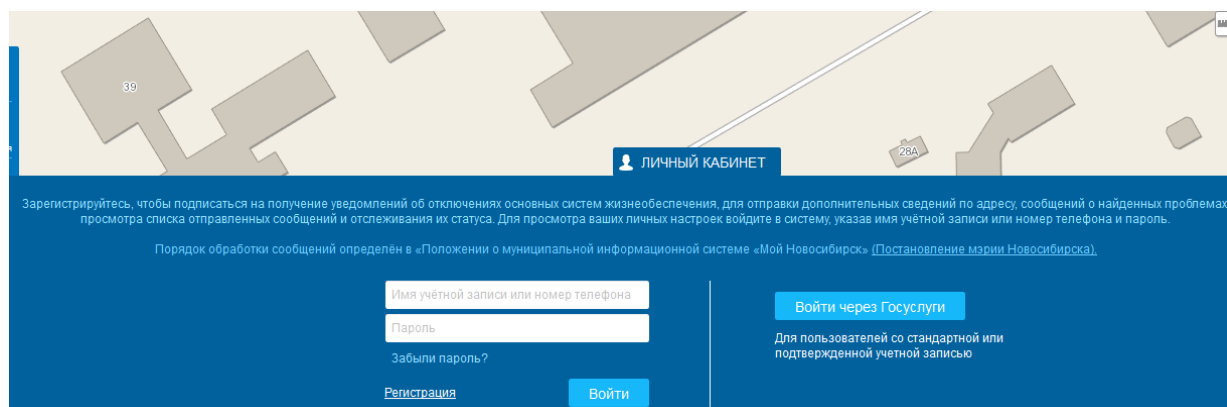 39
28А
ЛИЧНЫЙ КАБИНЕТ
Зарегистрируйтесь, чтобы подписаться на получение уведомлений об отключениях основных систем жизнеобеспечения, для отправки дополнительных сведений по адресу, сообщений о найденных проблемах
просмотра списка отправленных сообщений и отслеживания их статуса. Для просмотра ваших личных настроек войдите в систему, указав имя учётной записи или номер телефона и пароль.
Порядок обработки сообщений определён в «Положении о муниципальной информационной системе «Мой Новосибирск» (Постановление мэрии Новосибирска).
Имя учётной записи или номер телефона
Пароль
Забыли пароль?
Регистрация
Войти
Войти через Госуслуги
Для пользователей со стандартной или
подтвержденной учетной записью